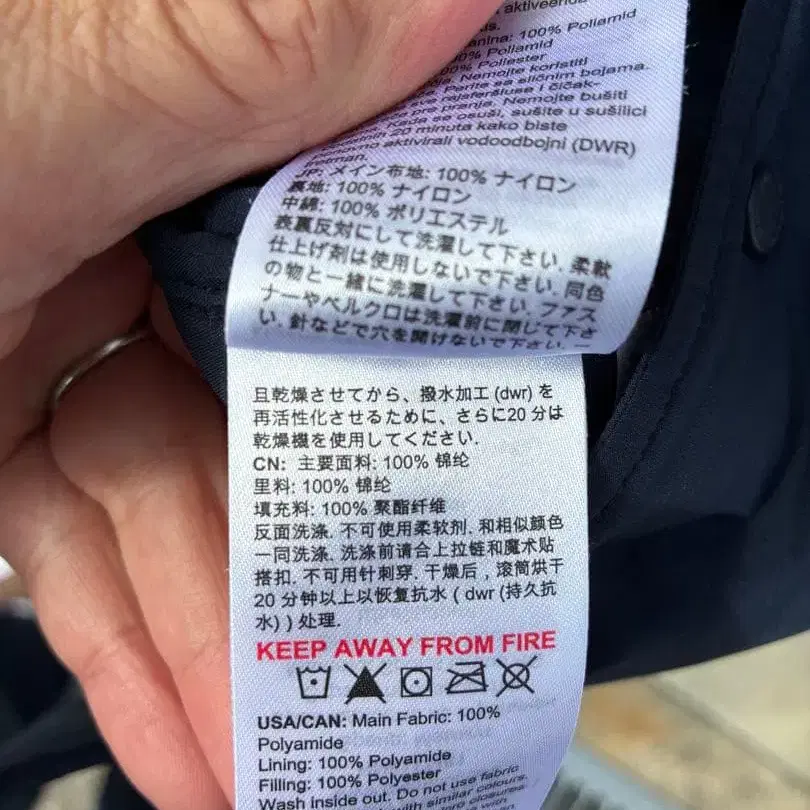 aktiveerida
100% Poliamid
100% Poliamid
Poliester
Nemojte koristiti
Perite sa sličnim bojama.
pranja. Nemojte bušiti
osuši, sušite u sušilici
20 minuta kako biste
aktivirali vodoodbojni (DWR)
JP: メイン布地: 100% ナイロン
裏地: 100% ナイロン
中綿: 100% ポリエステル
表裏反対にして洗濯して下さい. 柔軟
仕上げ剤は使用しないで下さい. 同色
の物と一緒に洗濯して下さい. ファス
ナーやベルクロは洗濯前に閉じて下さ
い. 針などで穴を開けないで下さい. 一
且乾燥させてから、撥水加工 (dwr) を
再活性化させるために、さらに20 分は
乾燥機を使用してください.
CN: 主要面料: 100% 锦纶
里料: 100% 锦纶
填充料: 100% 聚酯纤维
反面洗涤. 不可使用柔软剂. 和相似颜色
一同洗涤. 洗涤前请合上拉链和魔术贴
搭扣. 不可用针刺穿. 干燥后，滚筒烘干
20 分钟以上以恢复抗水 ( dwr (持久抗
水) ) 处理.
KEEP AWAY FROM FIRE
USA/CAN: Main Fabric: 100%
Polyamide
Lining: 100% Polyamide
Filling: 100% Polyester
Wash inside out. Do not use fabric
with similar colours.
closures